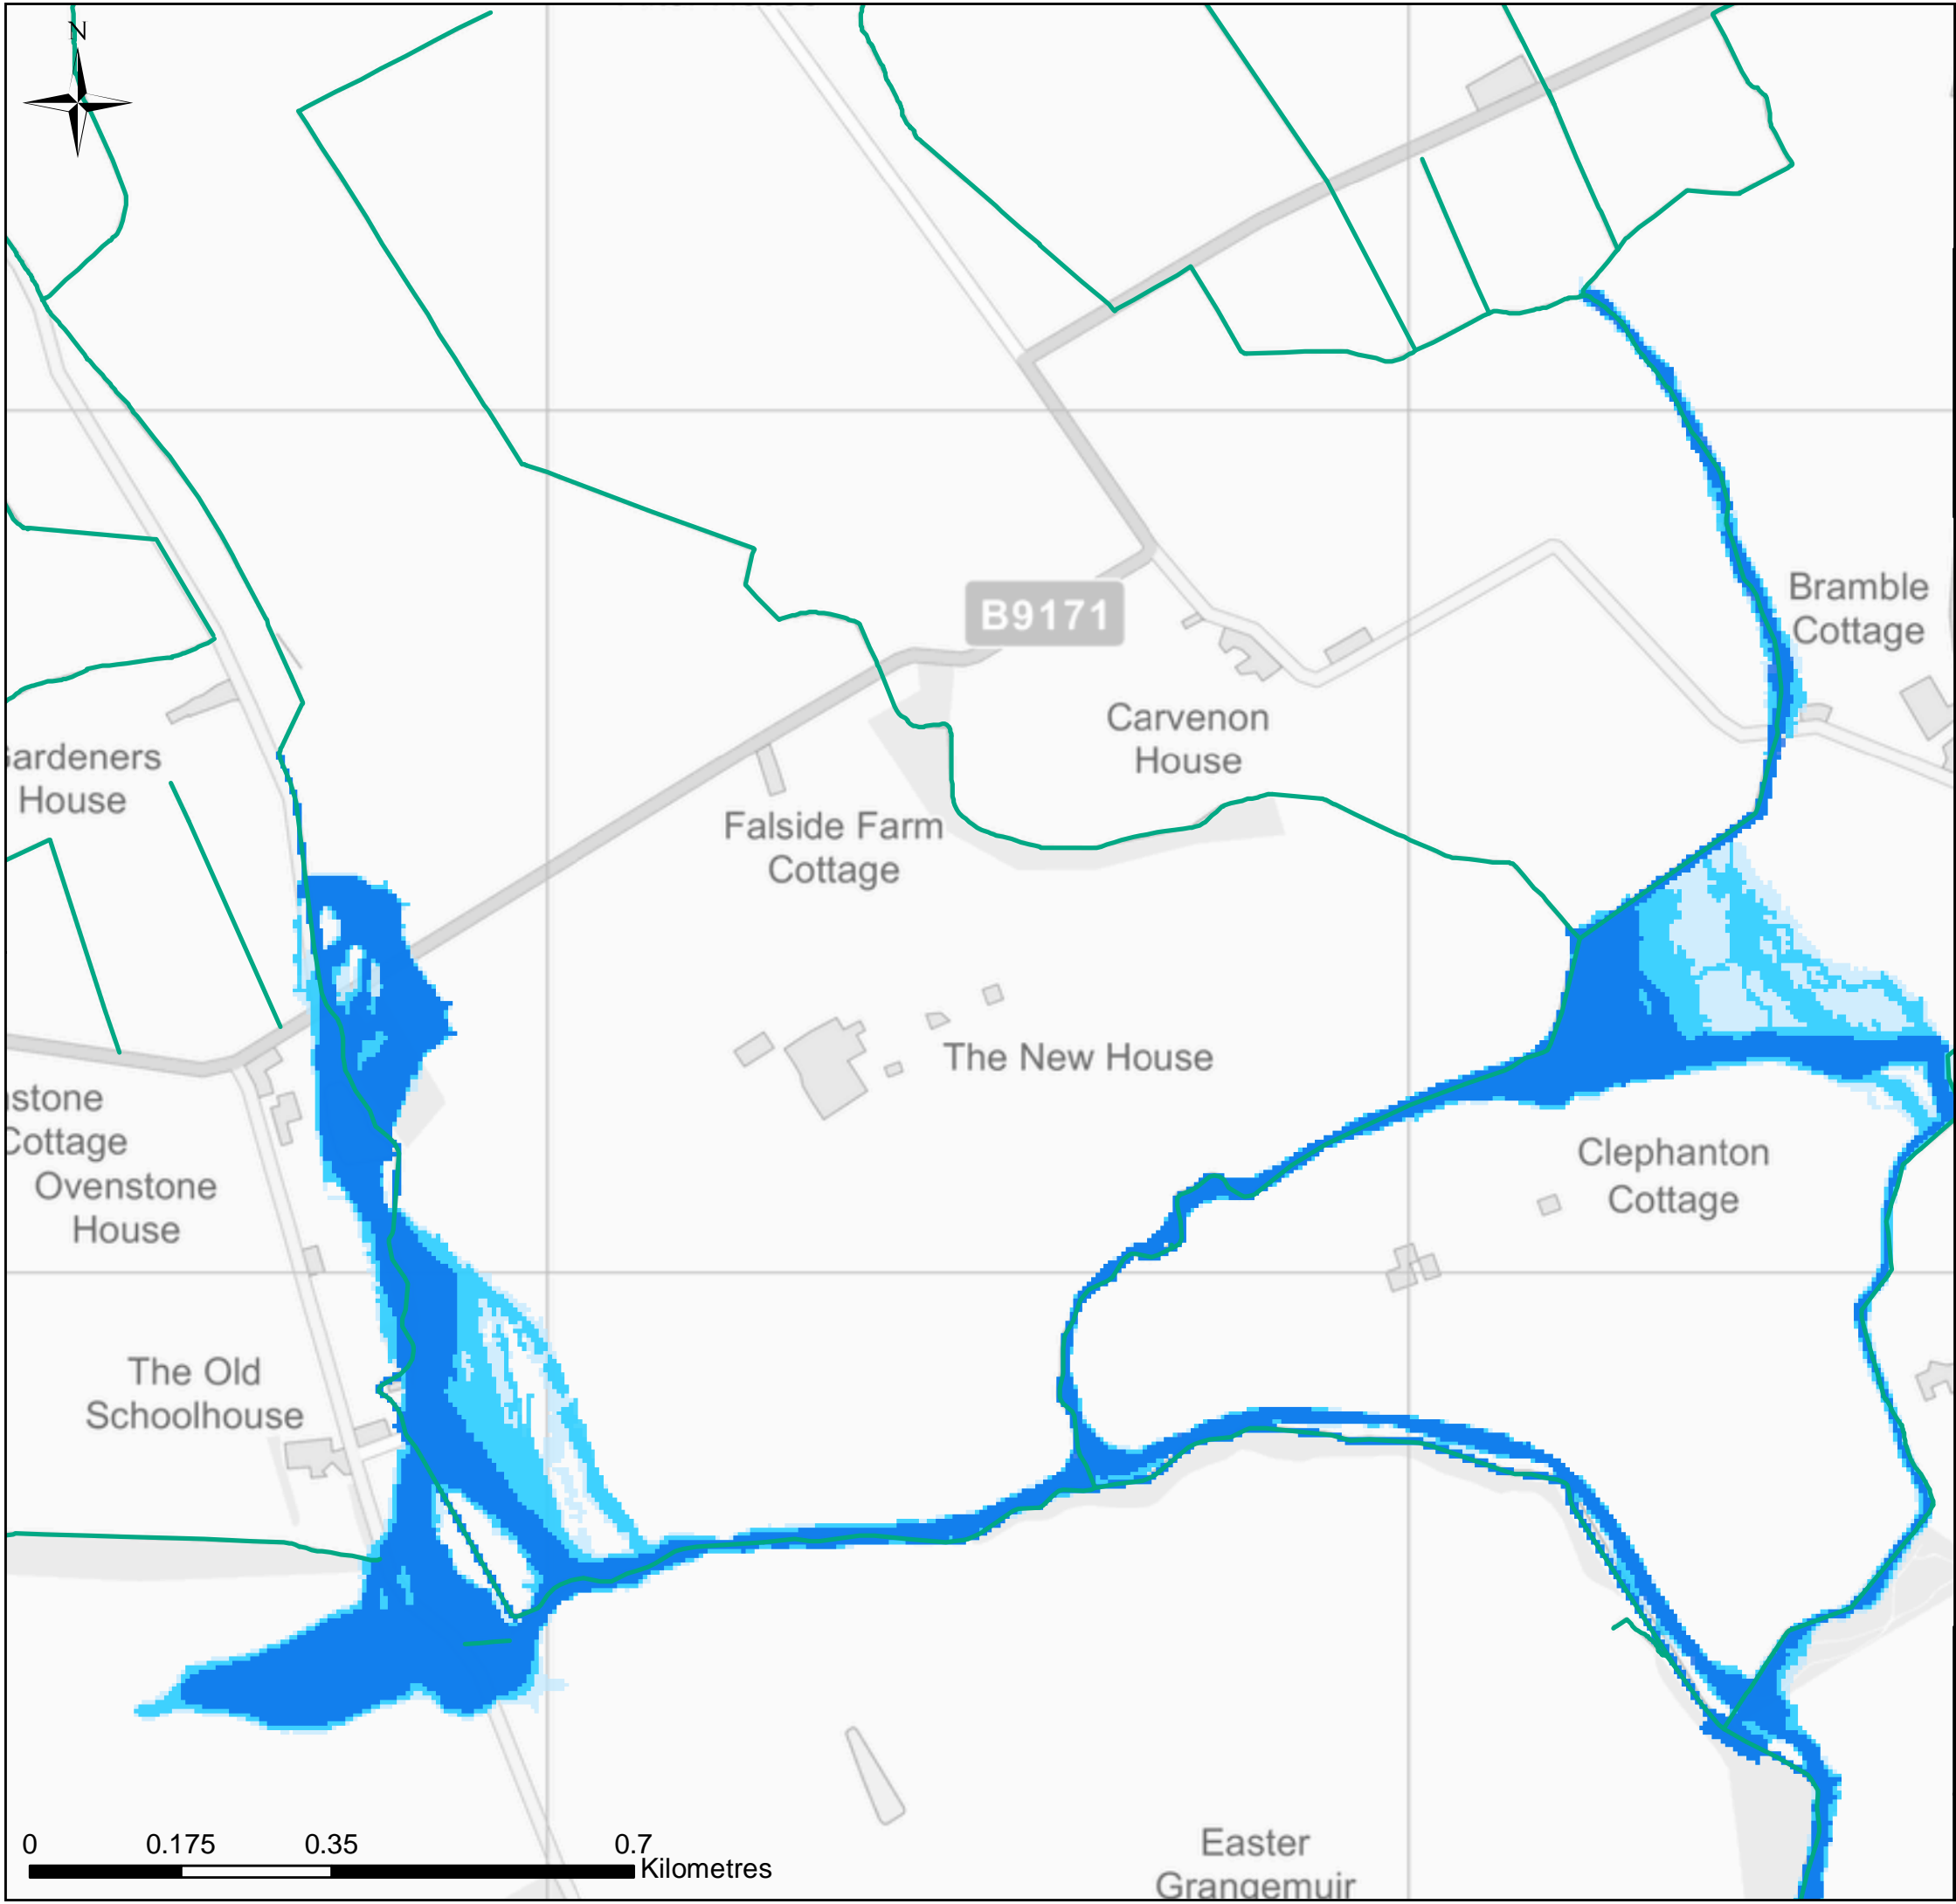 N
B9171
Bramble
Cottage
Carvenon
House
ardeners
House
Falside Farm
Cottage
The New House
stone
Cottage
Ovenstone
House
Clephanton
Cottage
The Old
Schoolhouse
Easter
Grangemuir
0
0.175
0.35
0.7
Kilometres